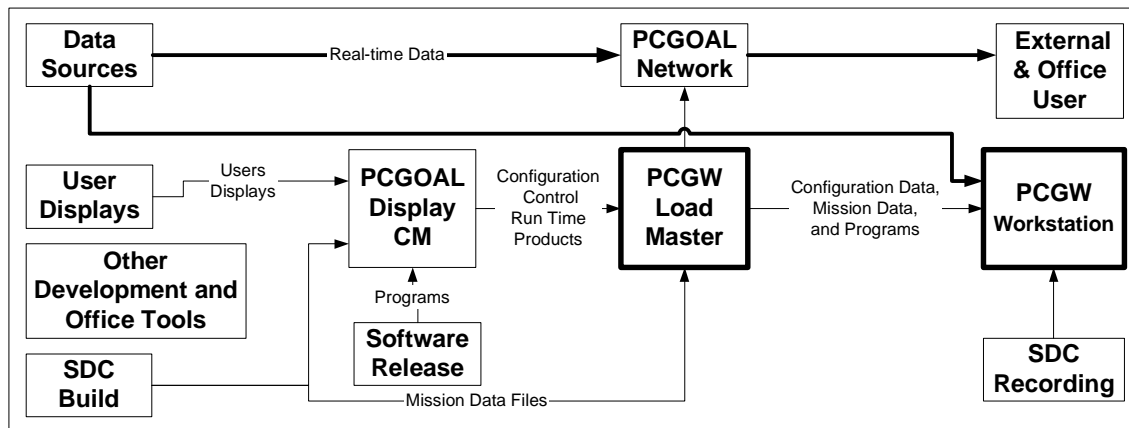 Data
Sources
Real-time Data
PCGOAL
Network
External
& Office
User
User
Displays
Users
Displays
PCGOAL
Display
CM
Configuration
Control
Run Time
Products
PCGW
Load
Master
Configuration Data,
Mission Data,
and Programs
PCGW
Workstation
Other
Development and
Office Tools
Programs
Software
Release
SDC
Build
Mission Data Files
SDC
Recording